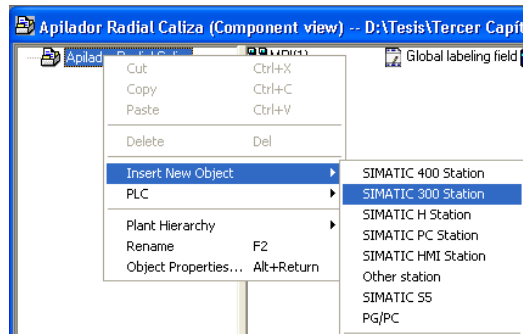 Apilador Radial Caliza (Component view) -- D:\Tesis\Tercer Capít
MPI(1) Global labeling field
Cut Ctrl+X
Copy Ctrl+C
Paste Ctrl+V
Delete Del
Insert New Object
PLC
Plant Hierarchy
Rename F2
Object Properties... Alt+Return
SIMATIC 400 Station
SIMATIC 300 Station
SIMATIC H Station
SIMATIC PC Station
SIMATIC HMI Station
Other station
SIMATIC S5
PG/PC